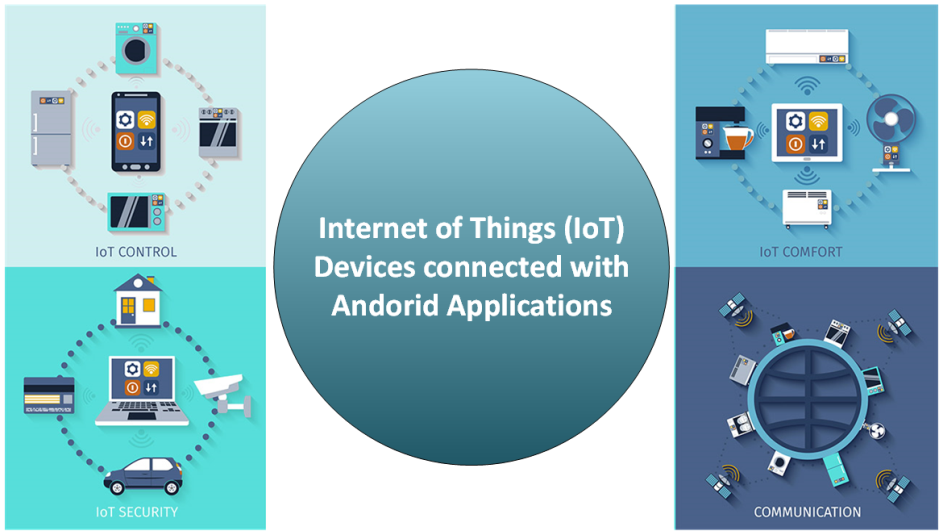 IoT CONTROL
Internet of Things (IoT)
Devices connected with
Andorid Applications
IoT COMFORT
IoT SECURITY
COMMUNICATION